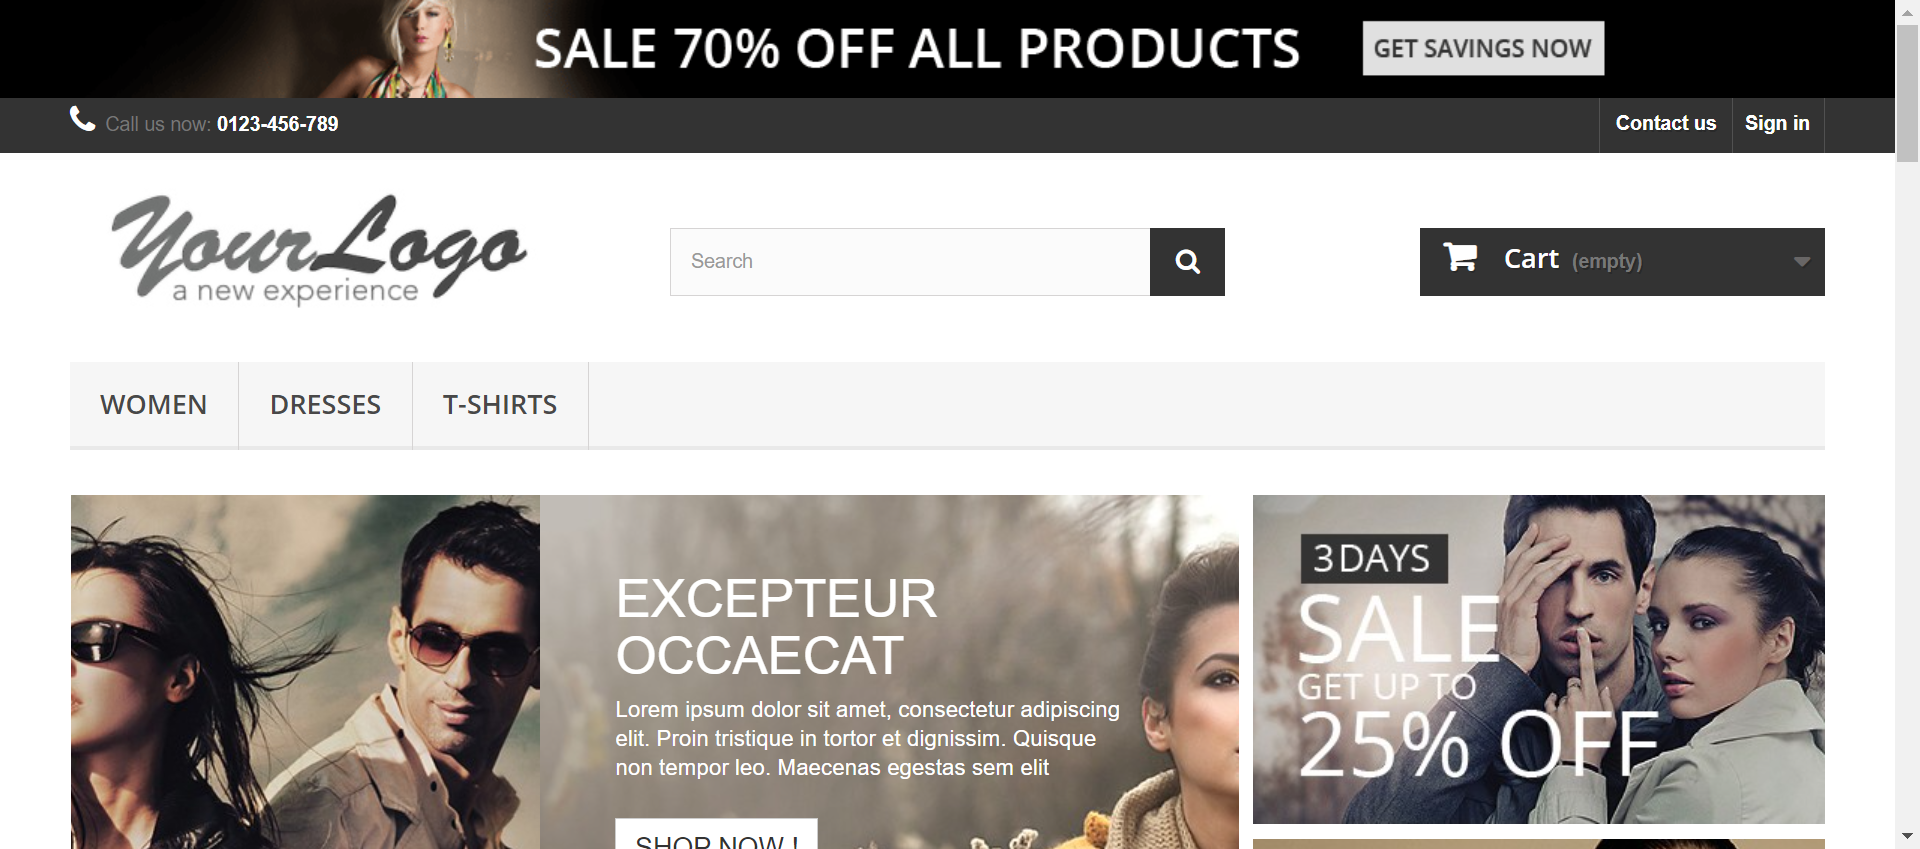 SALE 70% OFF ALL PRODUCTS
GET SAVINGS NOW
Call us now: 0123-456-789
Contact us
Sign in
YourLogo
a new experience
Search
Cart (empty)
WOMEN
DRESSES
T-SHIRTS
EXCEPTEUR
OCCAECAT
Lorem ipsum dolor sit amet, consectetur adipiscing
elit. Proin tristique in tortor et dignissim. Quisque
non tempor leo. Maecenas egestas sem elit
SHOP NOW !
3 DAYS
SALE
GET UP TO
25% OFF